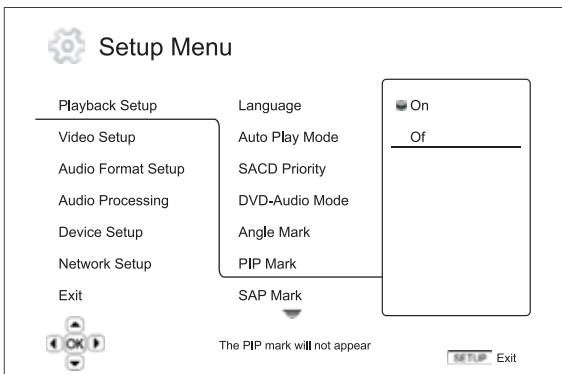 Setup Menu
Playback Setup
Video Setup
Audio Format Setup
Audio Processing
Device Setup
Network Setup
Exit
Language
Auto Play Mode
SACD Priority
DVD-Audio Mode
Angle Mark
PIP Mark
SAP Mark
On
Of
OK
The PIP mark will not appear
SETUP Exit